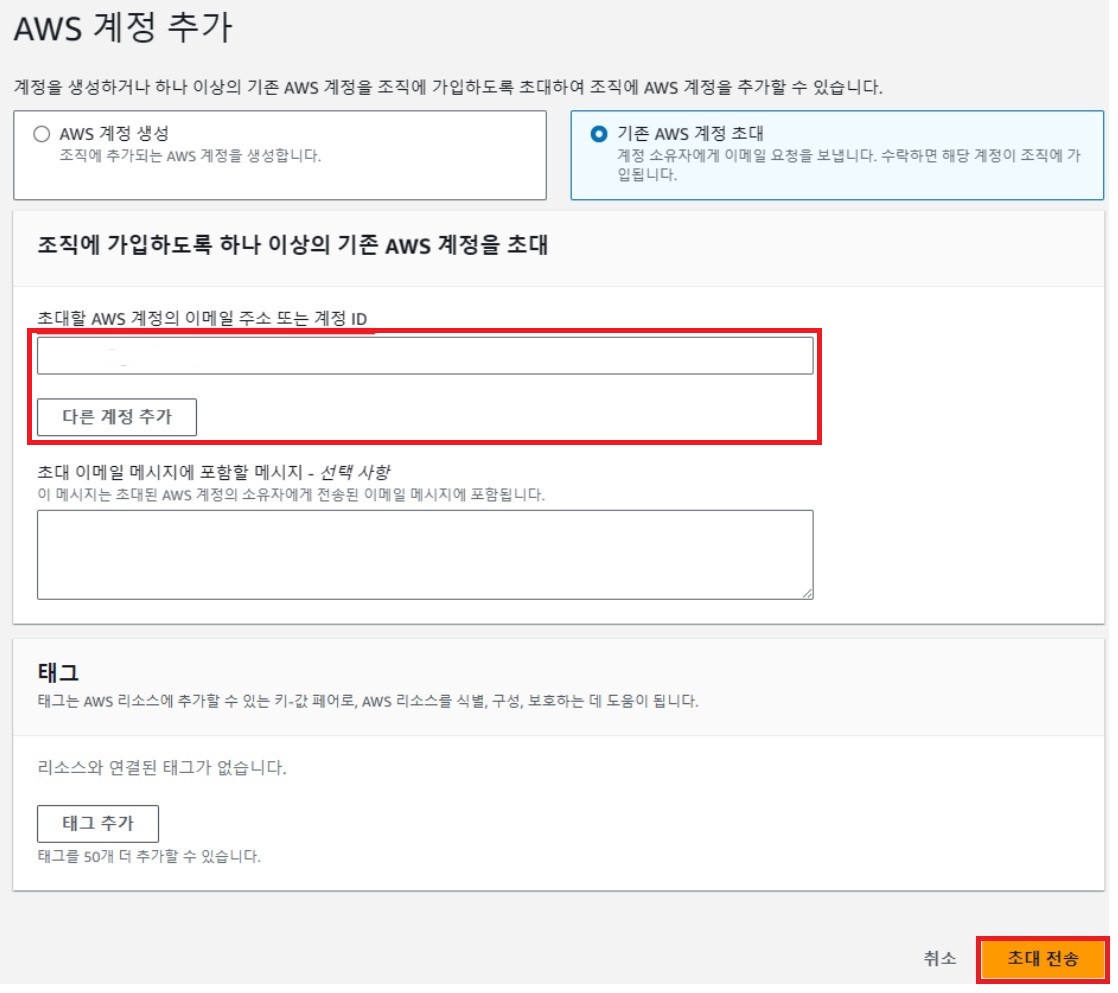 AWS 계정 추가
계정을 생성하거나 하나 이상의 기존 AWS 계정을 조직에 가입하도록 초대하여 조직에 AWS 계정을 추가할 수 있습니다.
AWS 계정 생성
조직에 추가되는 AWS 계정을 생성합니다.
기존 AWS 계정 초대
계정 소유자에게 이메일 요청을 보냅니다. 수락하면 해당 계정이 조직에 가
입됩니다.
조직에 가입하도록 하나 이상의 기존 AWS 계정을 초대
초대할 AWS 계정의 이메일 주소 또는 계정 ID
다른 계정 추가
초대 이메일 메시지에 포함할 메시지 - 선택 사항
이 메시지는 초대된 AWS 계정의 소유자에게 전송된 이메일 메시지에 포함됩니다.
태그
태그는 AWS 리소스에 추가할 수 있는 키-값 페어로, AWS 리소스를 식별, 구성, 보호하는 데 도움이 됩니다.
리소스와 연결된 태그가 없습니다.
태그 추가
태그를 50개 더 추가할 수 있습니다.
취소
초대 전송